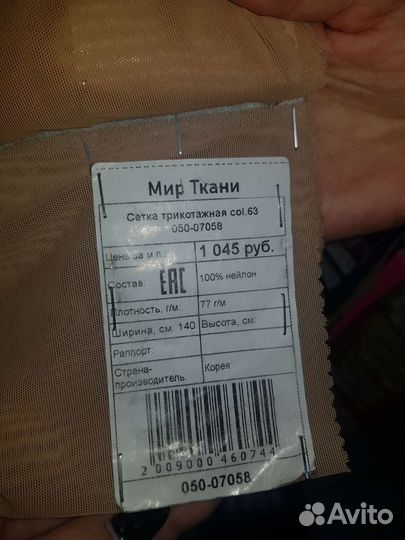 Мир Ткани
Сетка трикотажная col.63
050-07058
Цена за м.п. 1 045 руб.
Состав: EAC 100% нейлон
Плотность, г/м: 77 г/м
Ширина, см: 140 Высота, см:
Раппорт
Страна- Корея
производитель:
2 009000 460744
050-07058
Avito